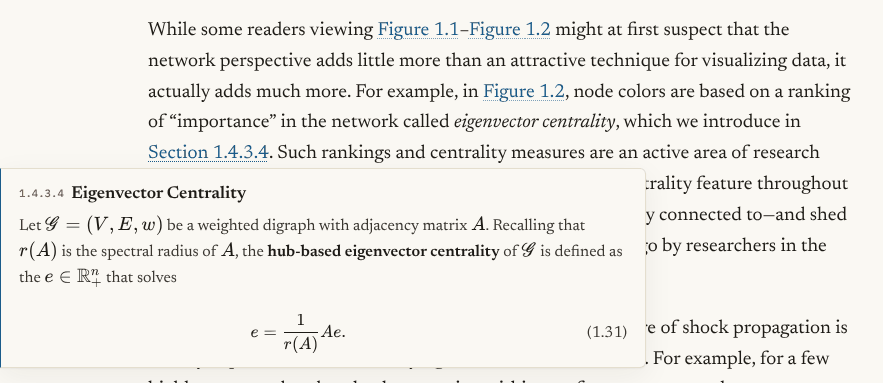 While some readers viewing Figure 1.1–Figure 1.2 might at first suspect that the
network perspective adds little more than an attractive technique for visualizing data, it
actually adds much more. For example, in Figure 1.2, node colors are based on a ranking
of “importance” in the network called eigenvector centrality, which we introduce in
Section 1.4.3.4. Such rankings and centrality measures are an active area of research
feature throughout
connected to—and shed
by researchers in the
1.4.3.4 Eigenvector Centrality
Let 𝒢 = (V, E, w) be a weighted digraph with adjacency matrix A. Recalling that
r(A) is the spectral radius of A, the hub-based eigenvector centrality of 𝒢 is defined as
the e ∈ ℝ₊ⁿ that solves
e = 1/r(A) Ae. (1.31)
of shock propagation is
. For example, for a few